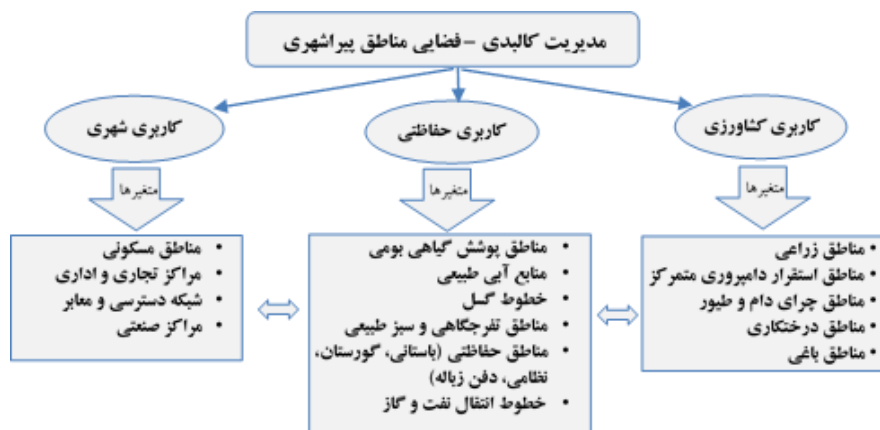 مدیریت کالبدی -فضایی مناطق پیراشهری
کاربری کشاورزی
کاربری حفاظتی
کاربری شهری
متغیرها
متغیرها
متغیرها
• مناطق زراعی
• مناطق استقرار دامپروری متمرکز
• مناطق چرای دام و طیور
• مناطق درختکاری
• مناطق باغی
• مناطق پوشش گیاهی بومی
• منابع آبی طبیعی
• خطوط گسل
• مناطق تفرجگاهی و سبز طبیعی
• مناطق حفاظتی (باستانی، گورستان،
نظامی، دفن زباله)
• خطوط انتقال نفت و گاز
• مناطق مسکونی
• مراکز تجاری و اداری
• شبکه دسترسی و معابر
• مراکز صنعتی